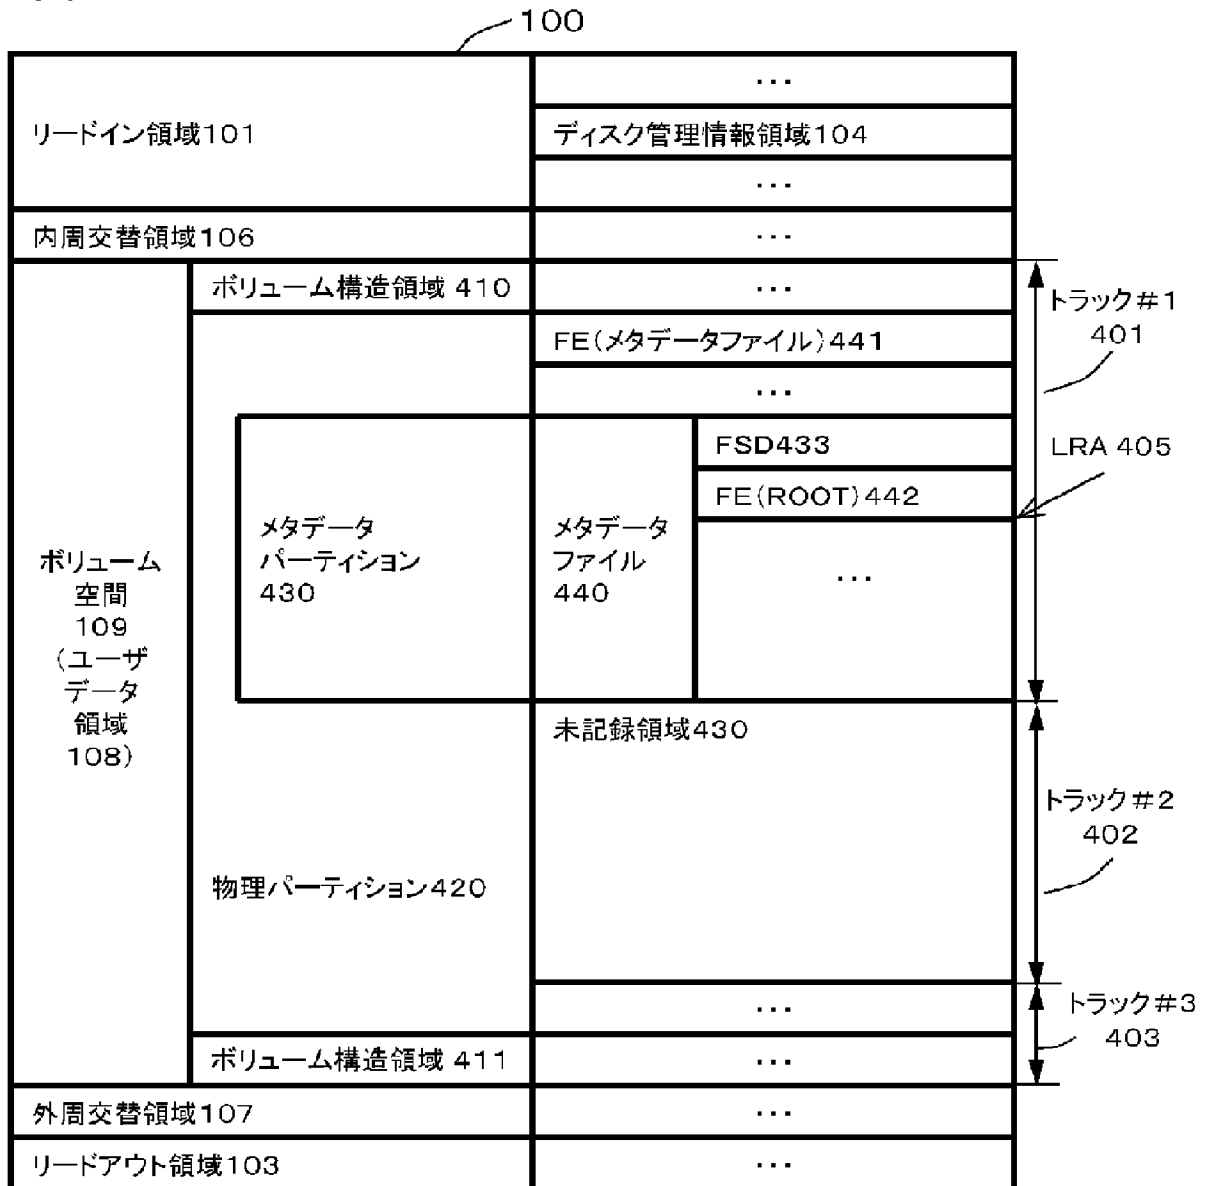 100
リードイン領域101
...
ディスク管理情報領域104
...
内周交替領域106
...
ボリューム構造領域 410
...
トラック#1
401
FE(メタデータファイル)441
...
FSD433
LRA 405
FE(ROOT)442
メタデータ
パーティション
430
メタデータ
ファイル
440
...
ボリューム
空間
109
(ユーザ
データ
領域
108)
未記録領域430
トラック#2
402
物理パーティション420
...
トラック#3
403
ボリューム構造領域 411
...
外周交替領域107
...
リードアウト領域103
...